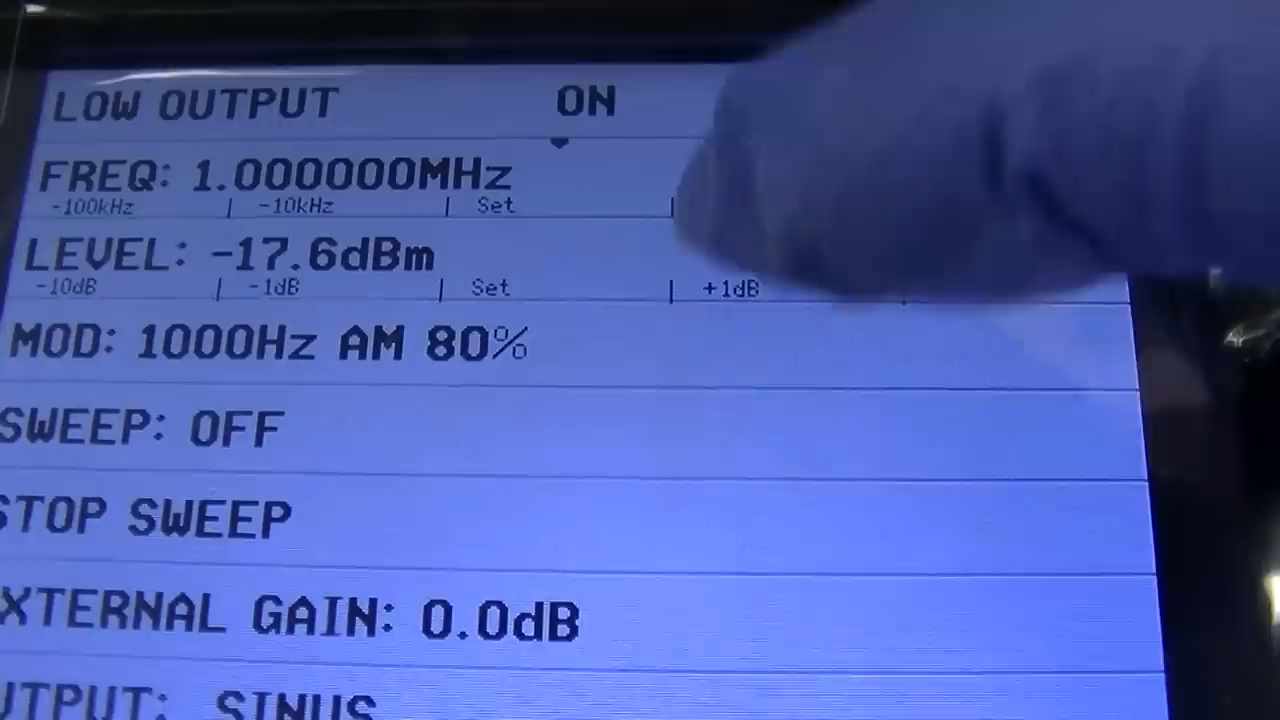 LOW OUTPUT ON
FREQ: 1.000000MHz
-100kHz | -10kHz | Set |
LEVEL: -17.6dBm
-10dB | -1dB | Set | +1dB
MOD: 1000Hz AM 80%
SWEEP: OFF
STOP SWEEP
XTERNAL GAIN: 0.0dB
UTPUT: SINUS